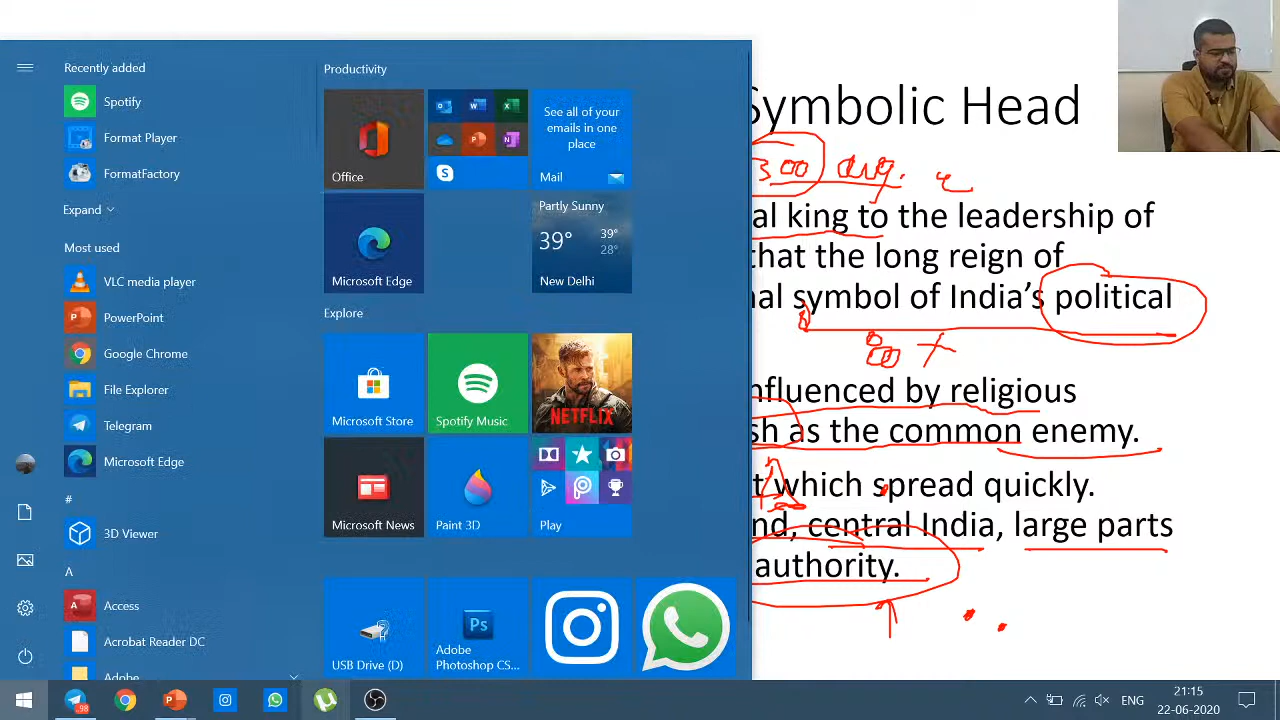 Recently added
Spotify
Format Player
FormatFactory
Expand
Most used
VLC media player
PowerPoint
Google Chrome
File Explorer
Telegram
Microsoft Edge
#
3D Viewer
A
Access
Acrobat Reader DC
Adobe
Productivity
Office
See all of your
emails in one
place
Mail
Microsoft Edge
Partly Sunny
39°
39°
28°
New Delhi
Explore
Microsoft Store
Spotify Music
NETFLIX
Microsoft News
Paint 3D
Play
USB Drive (D)
Ps
Adobe
Photoshop CS...
Symbolic Head
300 avg.
al king to the leadership of
that the long reign of
nal symbol of India's political
nfluenced by religious
sh as the common enemy.
t which spread quickly.
nd, central India, large parts
authority.
98
ENG
21:15
22-06-2020